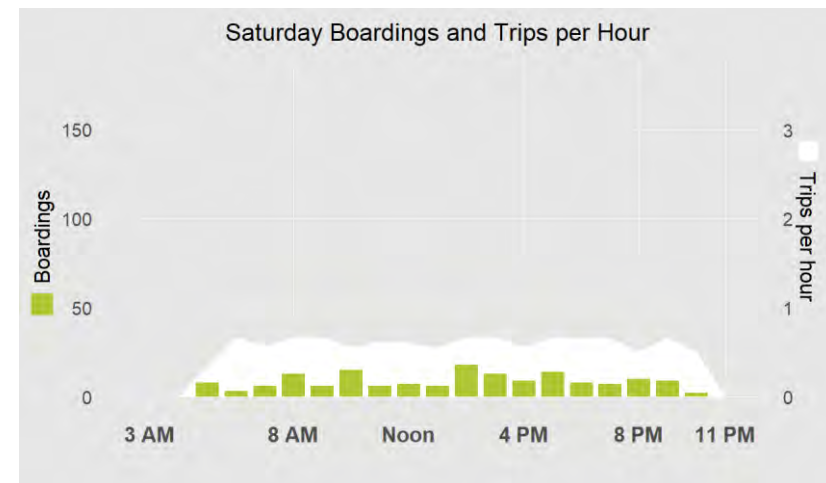 Saturday Boardings and Trips per Hour
150
100
50
0
Boardings
3
2
1
0
Trips per hour
3 AM 8 AM Noon 4 PM 8 PM 11 PM